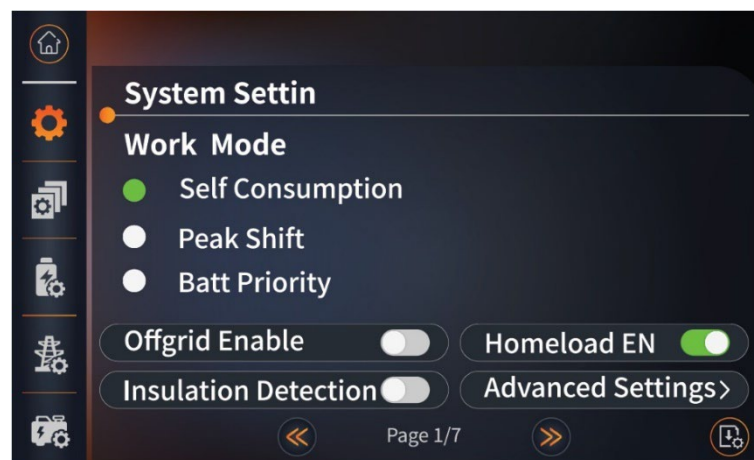 System Settin
Work Mode
Self Consumption
Peak Shift
Batt Priority
Offgrid Enable
Homeload EN
Insulation Detection
Advanced Settings>
Page 1/7